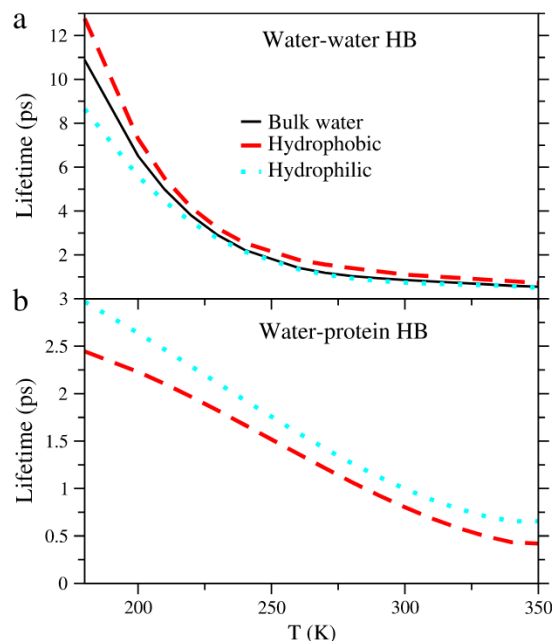 a
Water-water HB
12
10
8
6
4
2
Lifetime (ps)
Bulk water
Hydrophobic
Hydrophilic
b
Water-protein HB
3
2.5
2
1.5
1
0.5
0
Lifetime (ps)
200
250
300
350
T (K)